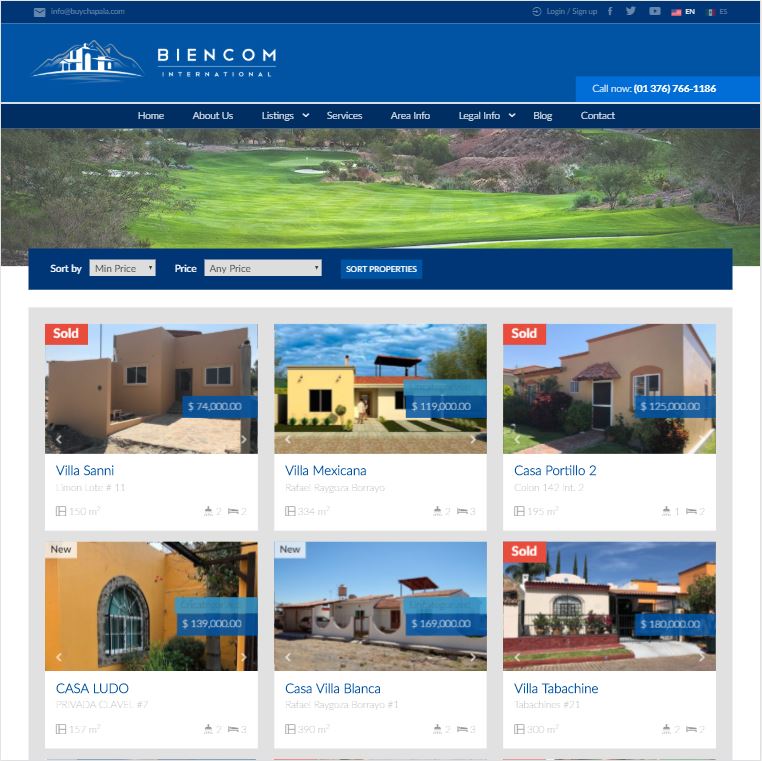 info@buychapala.com
Login / Sign up
EN
ES
BIENCOM
INTERNATIONAL
Call now: (01 376) 766-1186
Home About Us Listings Services Area Info Legal Info Blog Contact
Sort by Min Price Price Any Price SORT PROPERTIES
Sold
$ 74,000.00
Villa Sanni
Limon Lote # 11
150 m²
2 2
$ 119,000.00
Villa Mexicana
Rafael Raygoza Borrayo
334 m²
2 3
Sold
$ 125,000.00
Casa Portillo 2
Colon 142 Int. 2
195 m²
1 2
New
Uncategorized
$ 139,000.00
CASA LUDO
PRIVADA CLAVEL #7
157 m²
2 3
New
Uncategorized
$ 169,000.00
Casa Villa Blanca
Rafael Raygoza Borrayo #1
390 m²
2 3
Sold
$ 180,000.00
Villa Tabachine
Tabachines #21
300 m²
2 2